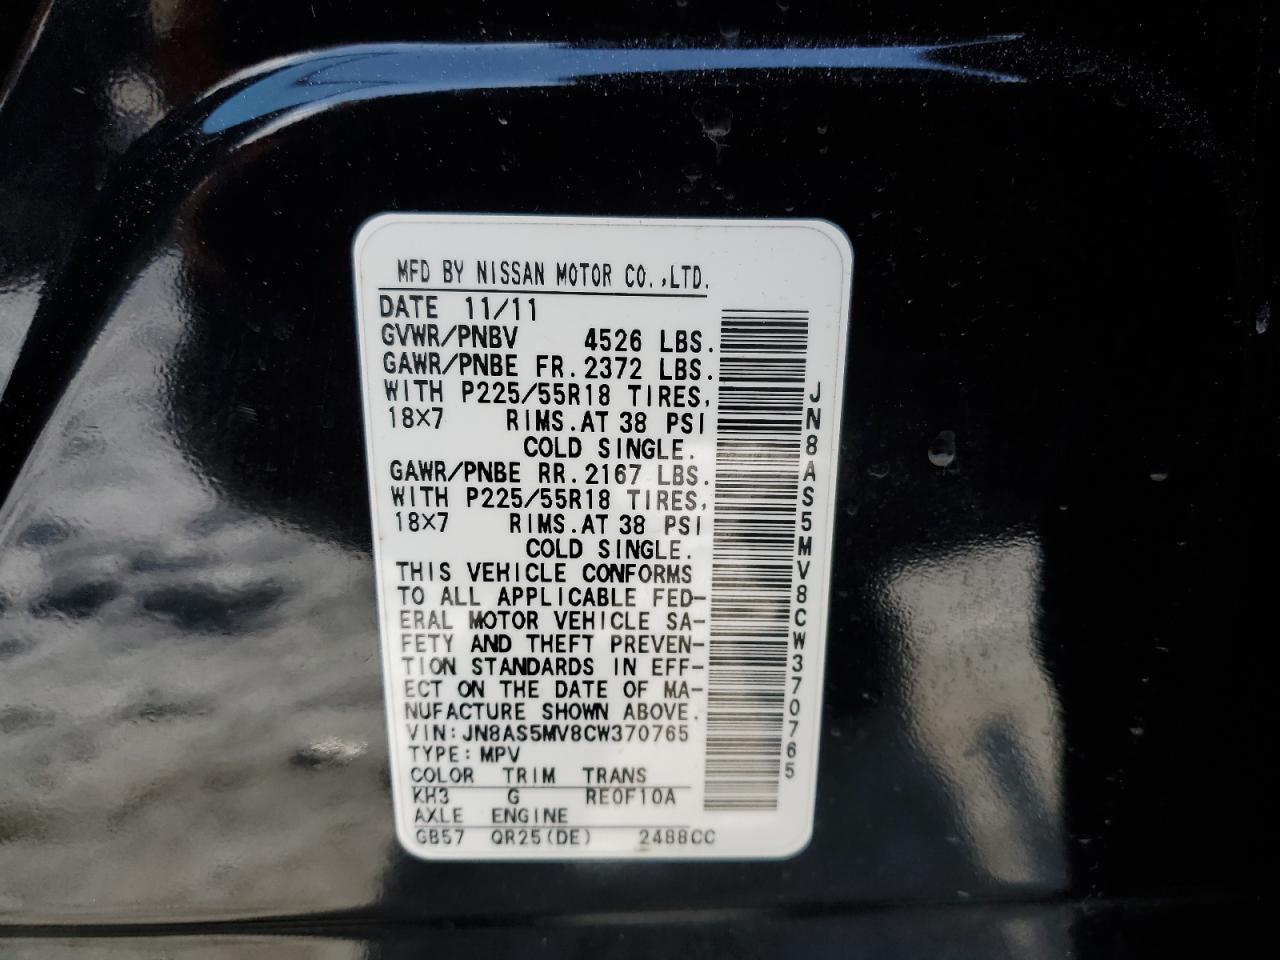 MFD BY NISSAN MOTOR CO.,LTD.
DATE 11/11
GVWR/PNBV 4526 LBS.
GAWR/PNBE FR. 2372 LBS.
WITH P225/55R18 TIRES,
18X7 RIMS. AT 38 PSI
COLD SINGLE.
GAWR/PNBE RR. 2167 LBS.
WITH P225/55R18 TIRES,
18X7 RIMS. AT 38 PSI
COLD SINGLE.
THIS VEHICLE CONFORMS
TO ALL APPLICABLE FED-
ERAL MOTOR VEHICLE SA-
FETY AND THEFT PREVEN-
TION STANDARDS IN EFF-
ECT ON THE DATE OF MA-
NUFACTURE SHOWN ABOVE.
VIN: JN8AS5MV8CW370765
TYPE: MPV
COLOR TRIM TRANS
KH3 G RE0F10A
AXLE ENGINE
GB57 QR25(DE) 2488CC
JN8AS5MV8CW370765